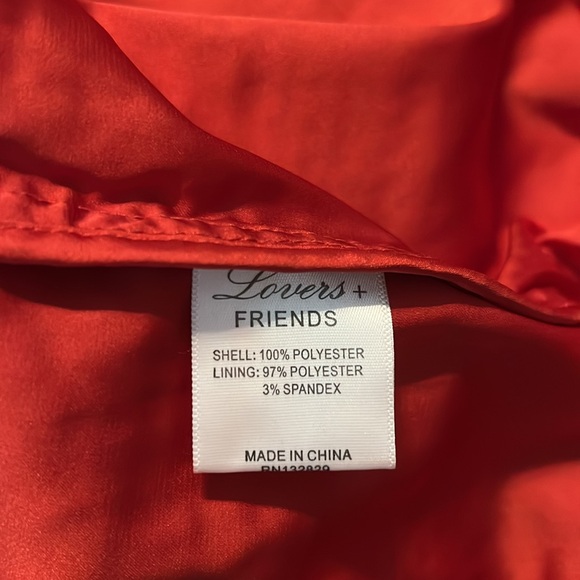 Lovers +
FRIENDS
SHELL: 100% POLYESTER
LINING: 97% POLYESTER
3% SPANDEX
MADE IN CHINA